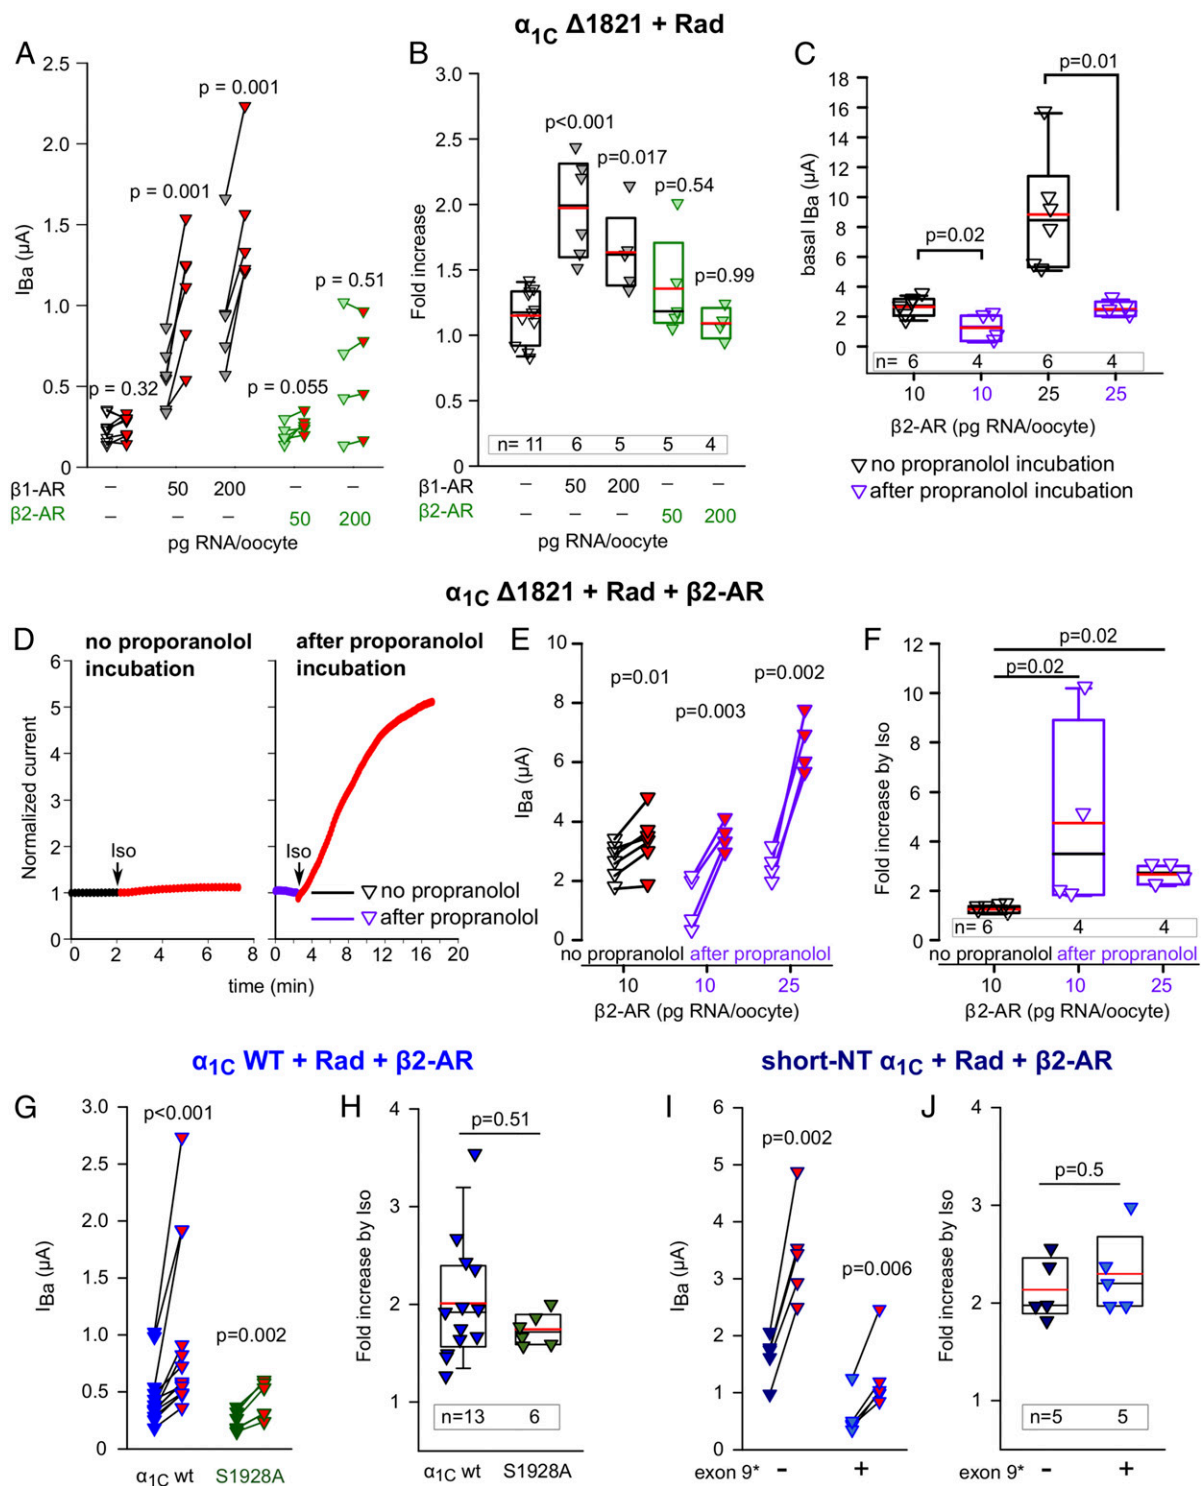 α1C Δ1821 + Rad
A
IBa (μA)
2.5
2.0
1.5
1.0
0.5
0
p = 0.32
p = 0.001
p = 0.001
p = 0.055
p = 0.51
β1-AR – 50 200 – –
β2-AR – – – 50 200
pg RNA/oocyte
B
Fold increase
3.0
2.5
2.0
1.5
1.0
0.5
0
p<0.001
p=0.017
p=0.54
p=0.99
n= 11 6 5 5 4
β1-AR – 50 200 – –
β2-AR – – – 50 200
pg RNA/oocyte
C
basal IBa (μA)
18
16
14
12
10
8
6
4
2
0
p=0.02
p=0.01
n= 6 4 6 4
10 10 25 25
β2-AR (pg RNA/oocyte)
no propranolol incubation
after propranolol incubation
α1C Δ1821 + Rad + β2-AR
D
no proporanolol
incubation
after proporanolol
incubation
Normalized current
6
5
4
3
2
1
0
Iso
Iso
no propranolol
after propranolol
0 2 4 6 8
0 4 8 12 16 20
time (min)
E
IBa (μA)
10
8
6
4
2
0
p=0.01
p=0.003
p=0.002
no propranolol after propranolol
10 10 25
β2-AR (pg RNA/oocyte)
F
Fold increase by Iso
12
10
8
6
4
2
0
p=0.02
p=0.02
n= 6 4 4
no propranolol after propranolol
10 10 25
β2-AR (pg RNA/oocyte)
α1C WT + Rad + β2-AR
G
IBa (μA)
3.0
2.5
2.0
1.5
1.0
0.5
0
p<0.001
p=0.002
α1C wt S1928A
H
Fold increase by Iso
4
3
2
1
p=0.51
n=13 6
α1C wt S1928A
short-NT α1C + Rad + β2-AR
I
IBa (μA)
6
5
4
3
2
1
0
p=0.002
p=0.006
exon 9* - +
J
Fold increase by Iso
4
3
2
1
p=0.5
n=5 5
exon 9* - +